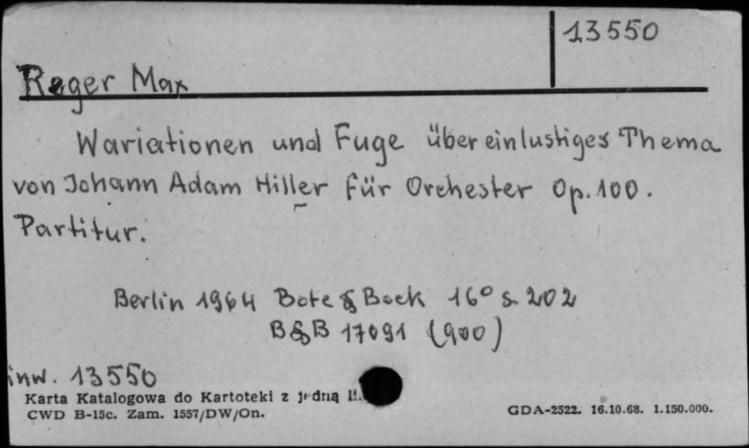 13550
Reger Max
Wariationen und Fuge über ein lustiges Thema
von Johann Adam Hiller für Orchester Op. 100.
Partitur.
Berlin 1964 Bote & Bock 16° s. 202
B&B 17091 (900)
inw. 13550
Karta Katalogowa do Kartoteki z jedną
CWD B-15c. Zam. 1557/DW/On.
GDA-2522. 16.10.68. 1.150.000.